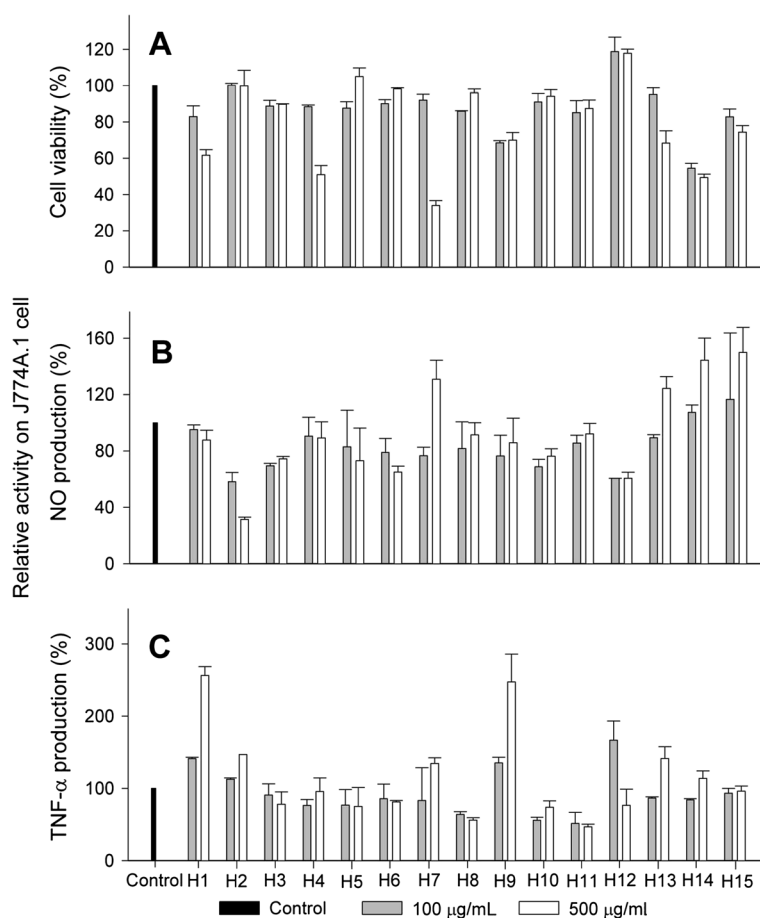 A
Cell viability (%)
120
100
80
60
40
20
0
Relative activity on J774A.1 cell
B
NO production (%)
160
120
80
40
0
C
TNF-α production (%)
300
200
100
0
Control H1 H2 H3 H4 H5 H6 H7 H8 H9 H10 H11 H12 H13 H14 H15
Control 100 μg/mL 500 μg/ml